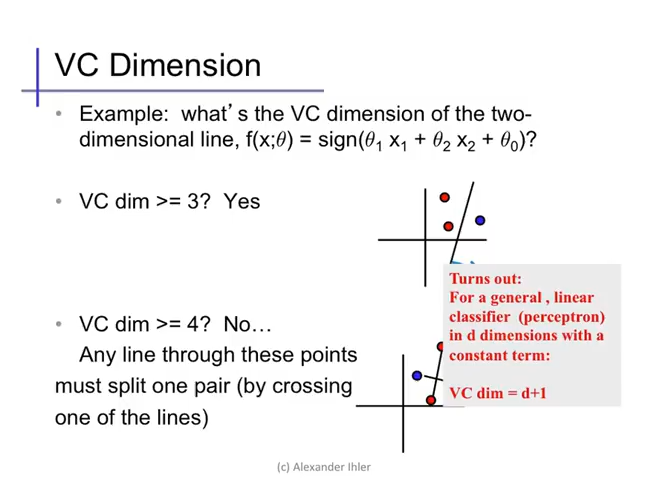 VC Dimension
• Example: what's the VC dimension of the two-
dimensional line, f(x;θ) = sign(θ₁ x₁ + θ₂ x₂ + θ₀)?
• VC dim >= 3? Yes
• VC dim >= 4? No…
Any line through these points
must split one pair (by crossing
one of the lines)
Turns out:
For a general , linear
classifier (perceptron)
in d dimensions with a
constant term:
VC dim = d+1
(c) Alexander Ihler